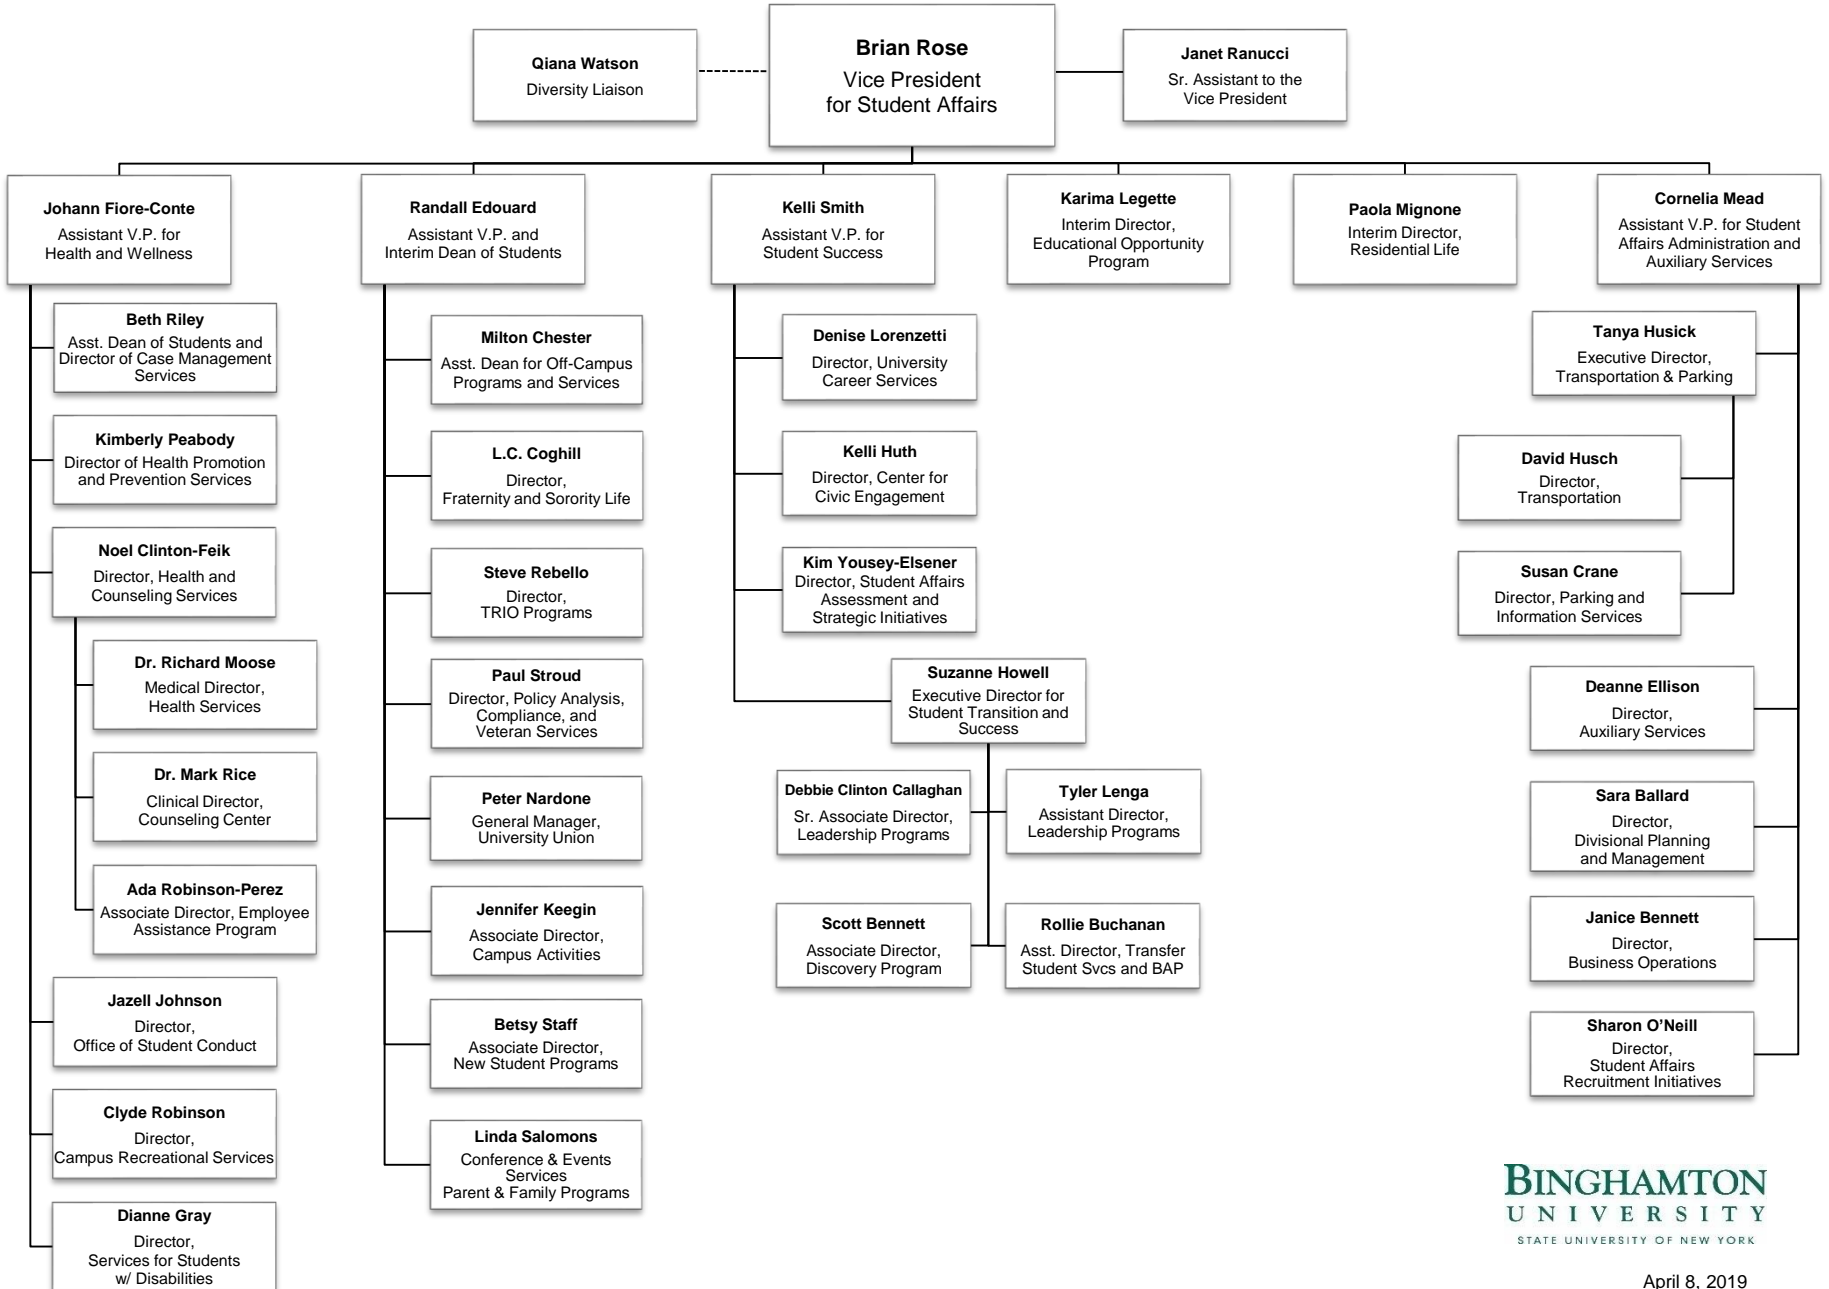 Qiana Watson
Diversity Liaison
Brian Rose
Vice President
for Student Affairs
Janet Ranucci
Sr. Assistant to the
Vice President
Johann Fiore-Conte
Assistant V.P. for
Health and Wellness
Randall Edouard
Assistant V.P. and
Interim Dean of Students
Kelli Smith
Assistant V.P. for
Student Success
Karima Legette
Interim Director,
Educational Opportunity
Program
Paola Mignone
Interim Director,
Residential Life
Cornelia Mead
Assistant V.P. for Student
Affairs Administration and
Auxiliary Services
Beth Riley
Asst. Dean of Students and
Director of Case Management
Services
Kimberly Peabody
Director of Health Promotion
and Prevention Services
Noel Clinton-Feik
Director, Health and
Counseling Services
Dr. Richard Moose
Medical Director,
Health Services
Dr. Mark Rice
Clinical Director,
Counseling Center
Ada Robinson-Perez
Associate Director, Employee
Assistance Program
Jazell Johnson
Director,
Office of Student Conduct
Clyde Robinson
Director,
Campus Recreational Services
Dianne Gray
Director,
Services for Students
w/ Disabilities
Milton Chester
Asst. Dean for Off-Campus
Programs and Services
L.C. Coghill
Director,
Fraternity and Sorority Life
Steve Rebello
Director,
TRIO Programs
Paul Stroud
Director, Policy Analysis,
Compliance, and
Veteran Services
Peter Nardone
General Manager,
University Union
Jennifer Keegin
Associate Director,
Campus Activities
Betsy Staff
Associate Director,
New Student Programs
Linda Salomons
Conference & Events
Services
Parent & Family Programs
Denise Lorenzetti
Director, University
Career Services
Kelli Huth
Director, Center for
Civic Engagement
Kim Yousey-Elsener
Director, Student Affairs
Assessment and
Strategic Initiatives
Suzanne Howell
Executive Director for
Student Transition and
Success
Debbie Clinton Callaghan
Sr. Associate Director,
Leadership Programs
Tyler Lenga
Assistant Director,
Leadership Programs
Scott Bennett
Associate Director,
Discovery Program
Rollie Buchanan
Asst. Director, Transfer
Student Svcs and BAP
Tanya Husick
Executive Director,
Transportation & Parking
David Husch
Director,
Transportation
Susan Crane
Director, Parking and
Information Services
Deanne Ellison
Director,
Auxiliary Services
Sara Ballard
Director,
Divisional Planning
and Management
Janice Bennett
Director,
Business Operations
Sharon O’Neill
Director,
Student Affairs
Recruitment Initiatives
BINGHAMTON
UNIVERSITY
STATE UNIVERSITY OF NEW YORK
April 8, 2019